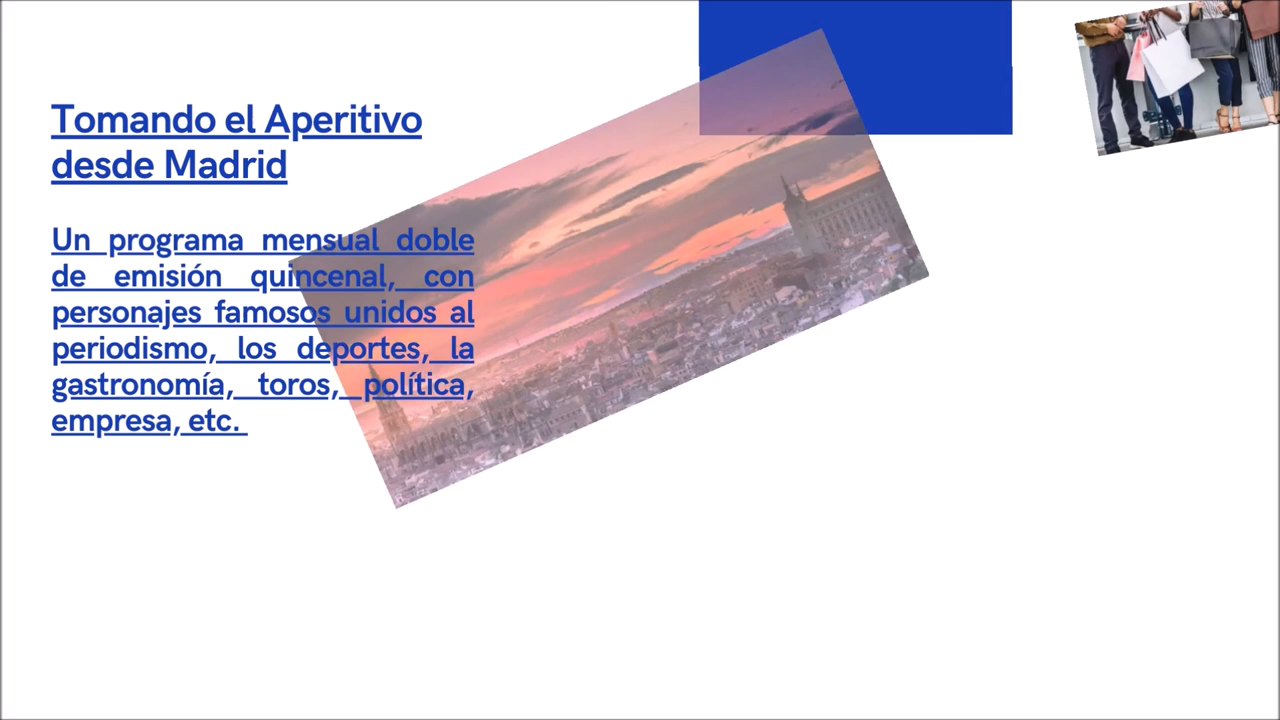 Tomando el Aperitivo
desde Madrid
Un programa mensual doble
de emisión quincenal, con
personajes famosos unidos al
periodismo, los deportes, la
gastronomía, toros, política,
empresa, etc.